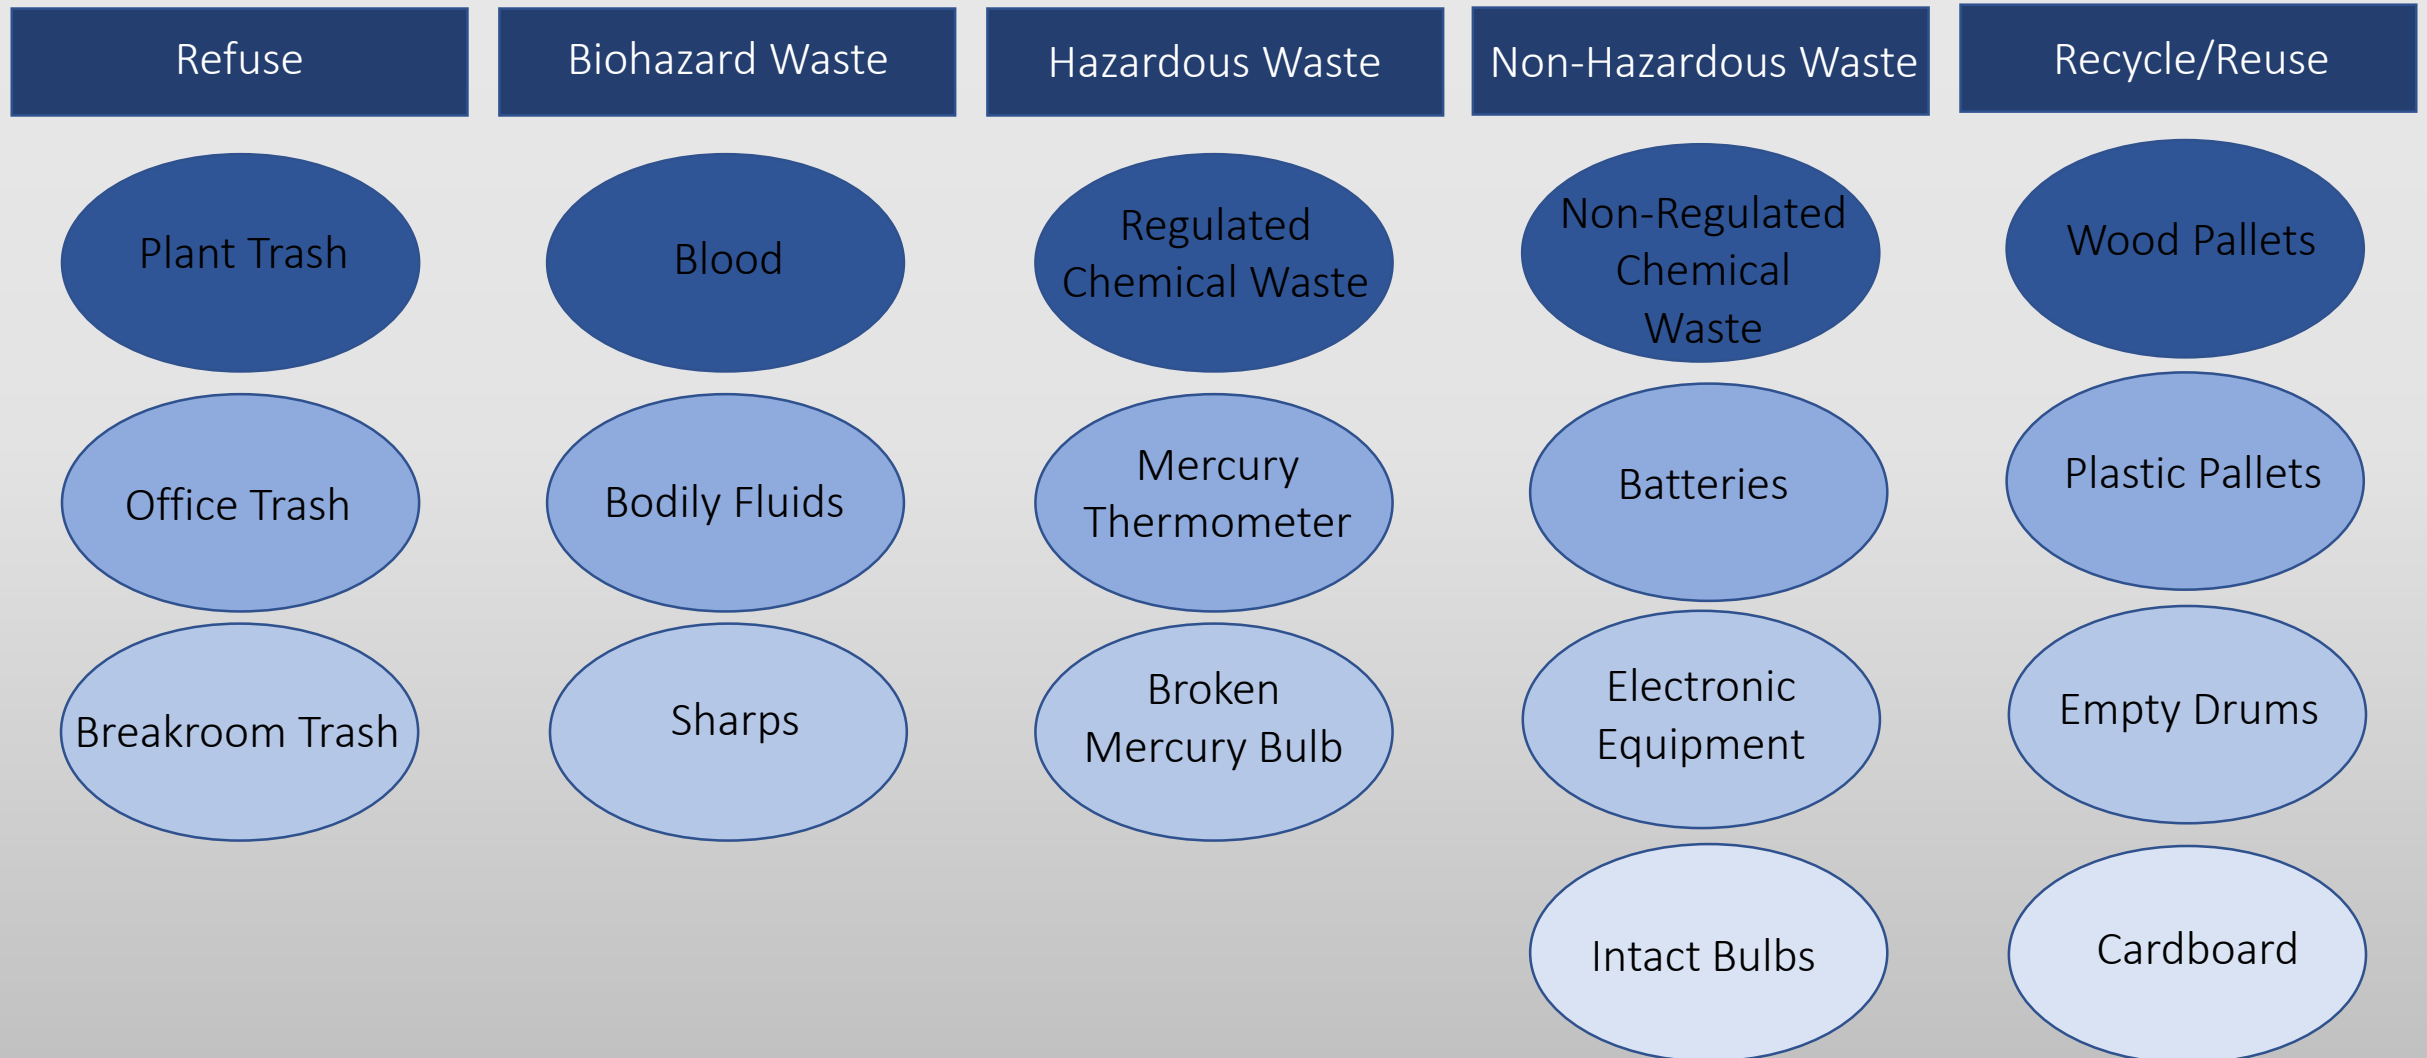 Refuse
Biohazard Waste
Hazardous Waste
Non-Hazardous Waste
Recycle/Reuse
Plant Trash
Office Trash
Breakroom Trash
Blood
Bodily Fluids
Sharps
Regulated
Chemical Waste
Mercury
Thermometer
Broken
Mercury Bulb
Non-Regulated
Chemical
Waste
Batteries
Electronic
Equipment
Intact Bulbs
Wood Pallets
Plastic Pallets
Empty Drums
Cardboard